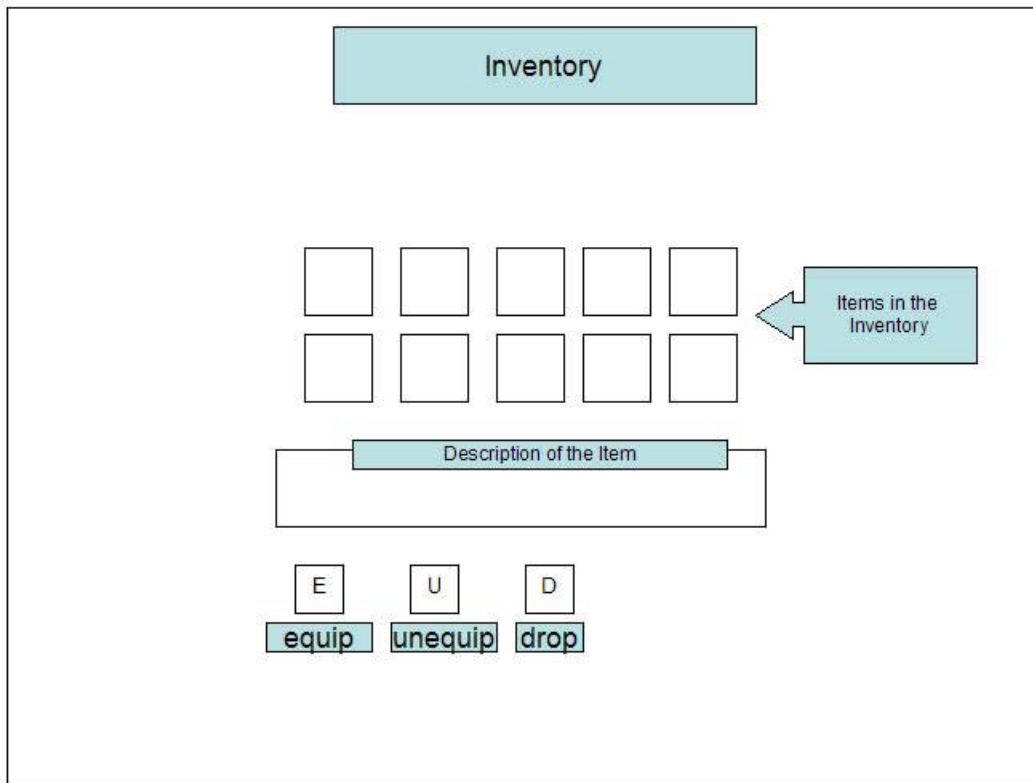 Inventory
Items in the
Inventory
Description of the Item
E U D
equip unequip drop